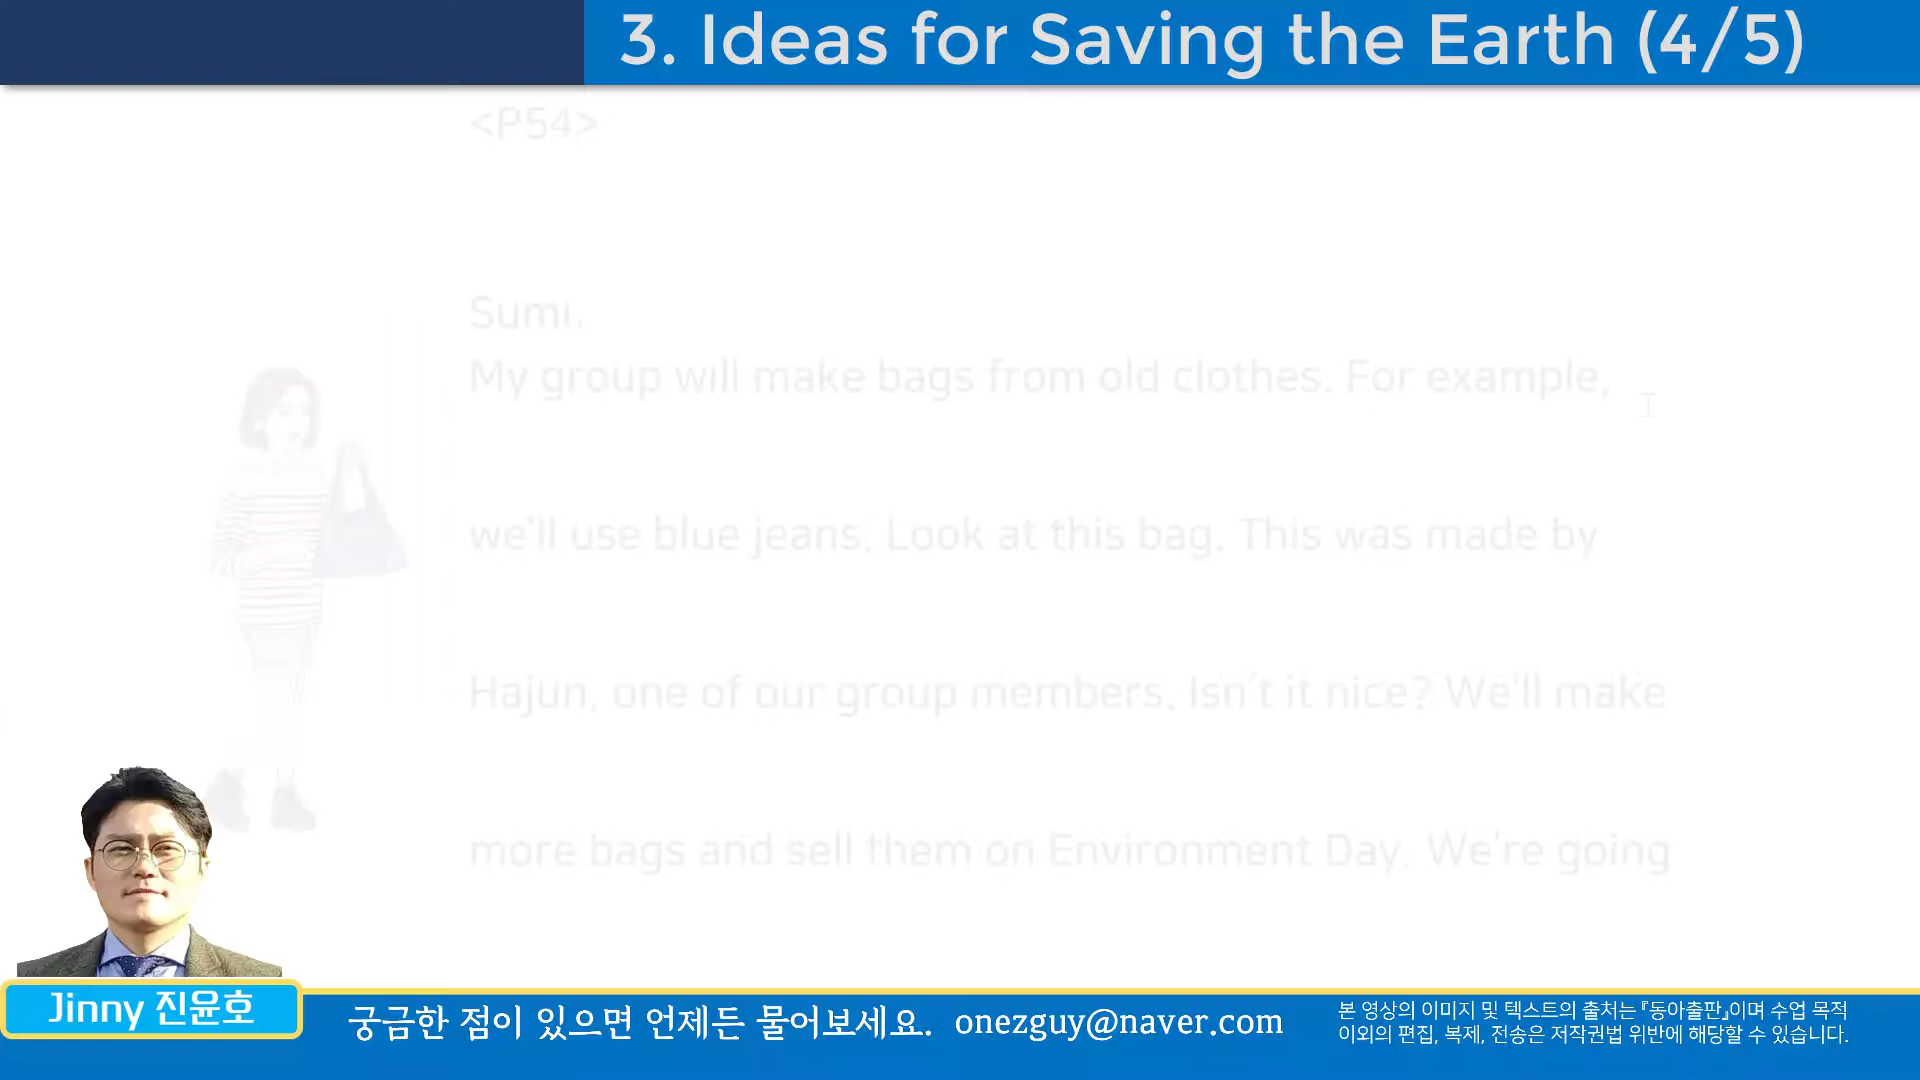 3. Ideas for Saving the Earth (4/5)
<P54>
Sumi.
My group will make bags from old clothes. For example,
we'll use blue jeans. Look at this bag. This was made by
Hajun, one of our group members. Isn't it nice? We'll make
more bags and sell them on Environment Day. We're going
Jinny 진윤호
궁금한 점이 있으면 언제든 물어보세요. onezguy@naver.com
본 영상의 이미지 및 텍스트의 출처는 『동아출판』이며 수업 목적
이외의 편집, 복제, 전송은 저작권법 위반에 해당할 수 있습니다.